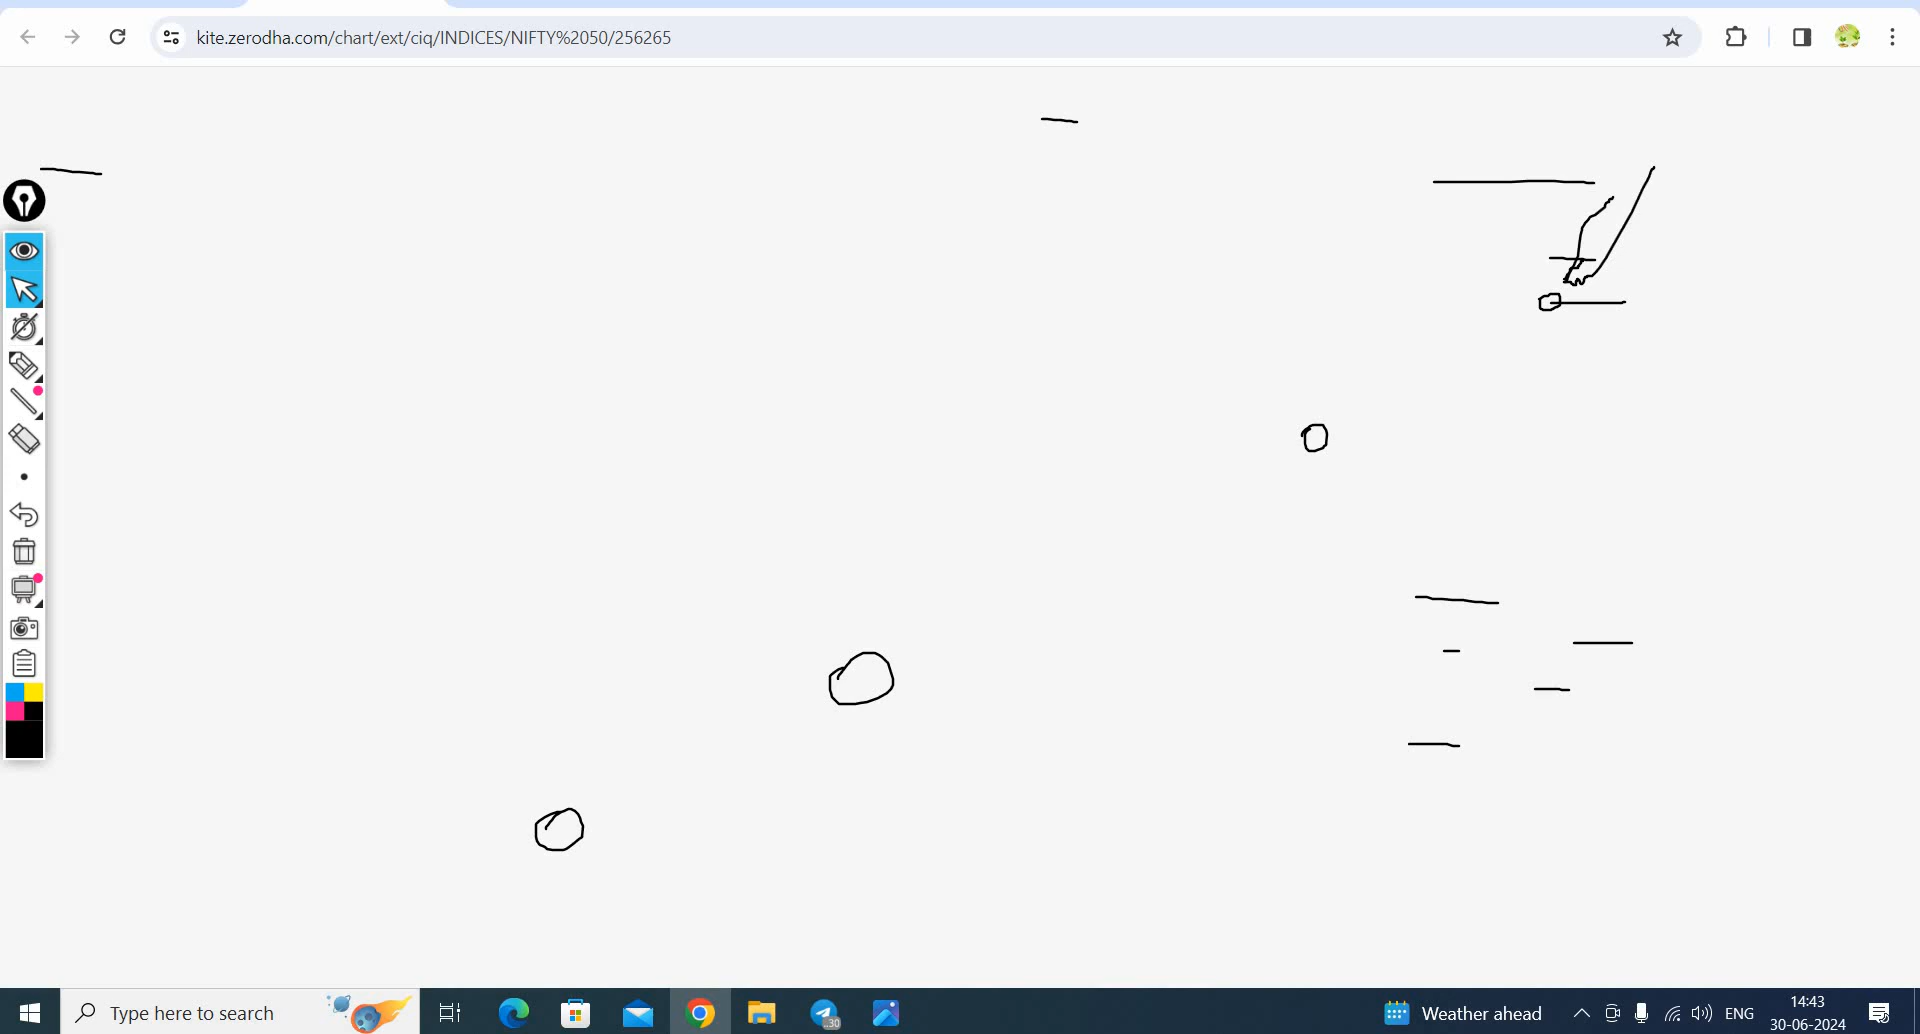 kite.zerodha.com/chart/ext/ciq/INDICES/NIFTY%2050/256265
Type here to search
.30
Weather ahead
ENG
14:43
30-06-2024